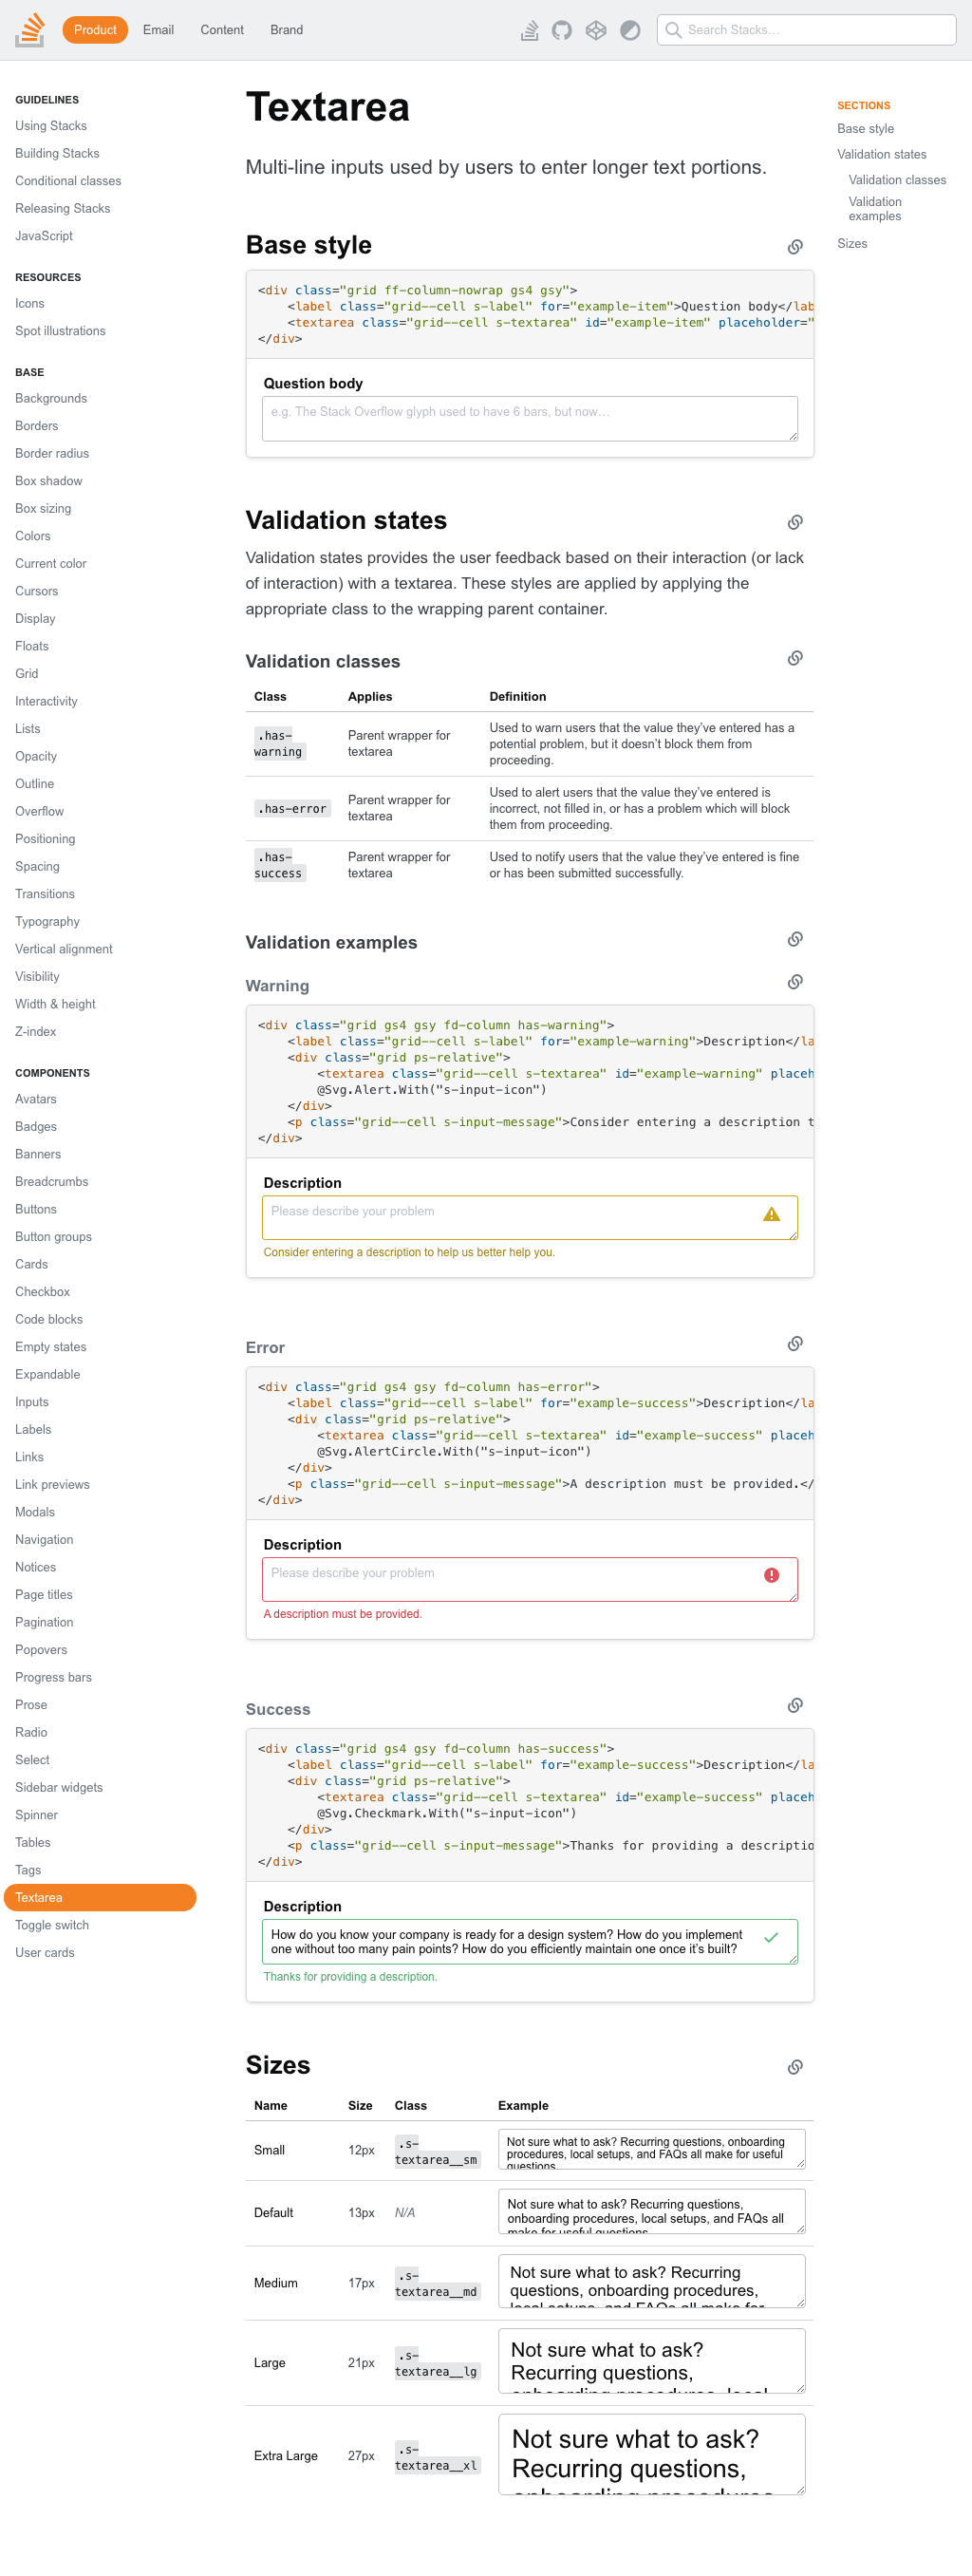 Product
Email
Content
Brand
Search Stacks…
GUIDELINES
Using Stacks
Building Stacks
Conditional classes
Releasing Stacks
JavaScript
RESOURCES
Icons
Spot illustrations
BASE
Backgrounds
Borders
Border radius
Box shadow
Box sizing
Colors
Current color
Cursors
Display
Floats
Grid
Interactivity
Lists
Opacity
Outline
Overflow
Positioning
Spacing
Transitions
Typography
Vertical alignment
Visibility
Width & height
Z-index
COMPONENTS
Avatars
Badges
Banners
Breadcrumbs
Buttons
Button groups
Cards
Checkbox
Code blocks
Empty states
Expandable
Inputs
Labels
Links
Link previews
Modals
Navigation
Notices
Page titles
Pagination
Popovers
Progress bars
Prose
Radio
Select
Sidebar widgets
Spinner
Tables
Tags
Textarea
Toggle switch
User cards
Textarea
Multi-line inputs used by users to enter longer text portions.
Base style
<div class="grid ff-column-nowrap gs4 gsy">
<label class="grid--cell s-label" for="example-item">Question body</lab
<textarea class="grid--cell s-textarea" id="example-item" placeholder="
</div>
Question body
e.g. The Stack Overflow glyph used to have 6 bars, but now…
Validation states
Validation states provides the user feedback based on their interaction (or lack
of interaction) with a textarea. These styles are applied by applying the
appropriate class to the wrapping parent container.
Validation classes
Class Applies Definition
.has-
warning
Parent wrapper for
textarea
Used to warn users that the value they’ve entered has a
potential problem, but it doesn’t block them from
proceeding.
.has-error
Parent wrapper for
textarea
Used to alert users that the value they’ve entered is
incorrect, not filled in, or has a problem which will block
them from proceeding.
.has-
success
Parent wrapper for
textarea
Used to notify users that the value they’ve entered is fine
or has been submitted successfully.
Validation examples
Warning
<div class="grid gs4 gsy fd-column has-warning">
<label class="grid--cell s-label" for="example-warning">Description</la
<div class="grid ps-relative">
<textarea class="grid--cell s-textarea" id="example-warning" placeh
@Svg.Alert.With("s-input-icon")
</div>
<p class="grid--cell s-input-message">Consider entering a description t
</div>
Description
Please describe your problem
Consider entering a description to help us better help you.
Error
<div class="grid gs4 gsy fd-column has-error">
<label class="grid--cell s-label" for="example-success">Description</la
<div class="grid ps-relative">
<textarea class="grid--cell s-textarea" id="example-success" placeh
@Svg.AlertCircle.With("s-input-icon")
</div>
<p class="grid--cell s-input-message">A description must be provided.</
</div>
Description
Please describe your problem
A description must be provided.
Success
<div class="grid gs4 gsy fd-column has-success">
<label class="grid--cell s-label" for="example-success">Description</la
<div class="grid ps-relative">
<textarea class="grid--cell s-textarea" id="example-success" placeh
@Svg.Checkmark.With("s-input-icon")
</div>
<p class="grid--cell s-input-message">Thanks for providing a descriptio
</div>
Description
How do you know your company is ready for a design system? How do you implement
one without too many pain points? How do you efficiently maintain one once it’s built?
Thanks for providing a description.
Sizes
Name Size Class Example
Small 12px
.s-
textarea__sm
Not sure what to ask? Recurring questions, onboarding
procedures, local setups, and FAQs all make for useful
questions
Default 13px N/A
Not sure what to ask? Recurring questions,
onboarding procedures, local setups, and FAQs all
make for useful questions
Medium 17px
.s-
textarea__md
Not sure what to ask? Recurring
questions, onboarding procedures,
local setups, and FAQs all make for
Large 21px
.s-
textarea__lg
Not sure what to ask?
Recurring questions,
onboarding procedures, local
Extra Large 27px
.s-
textarea__xl
Not sure what to ask?
Recurring questions,
onboarding procedures
SECTIONS
Base style
Validation states
Validation classes
Validation
examples
Sizes